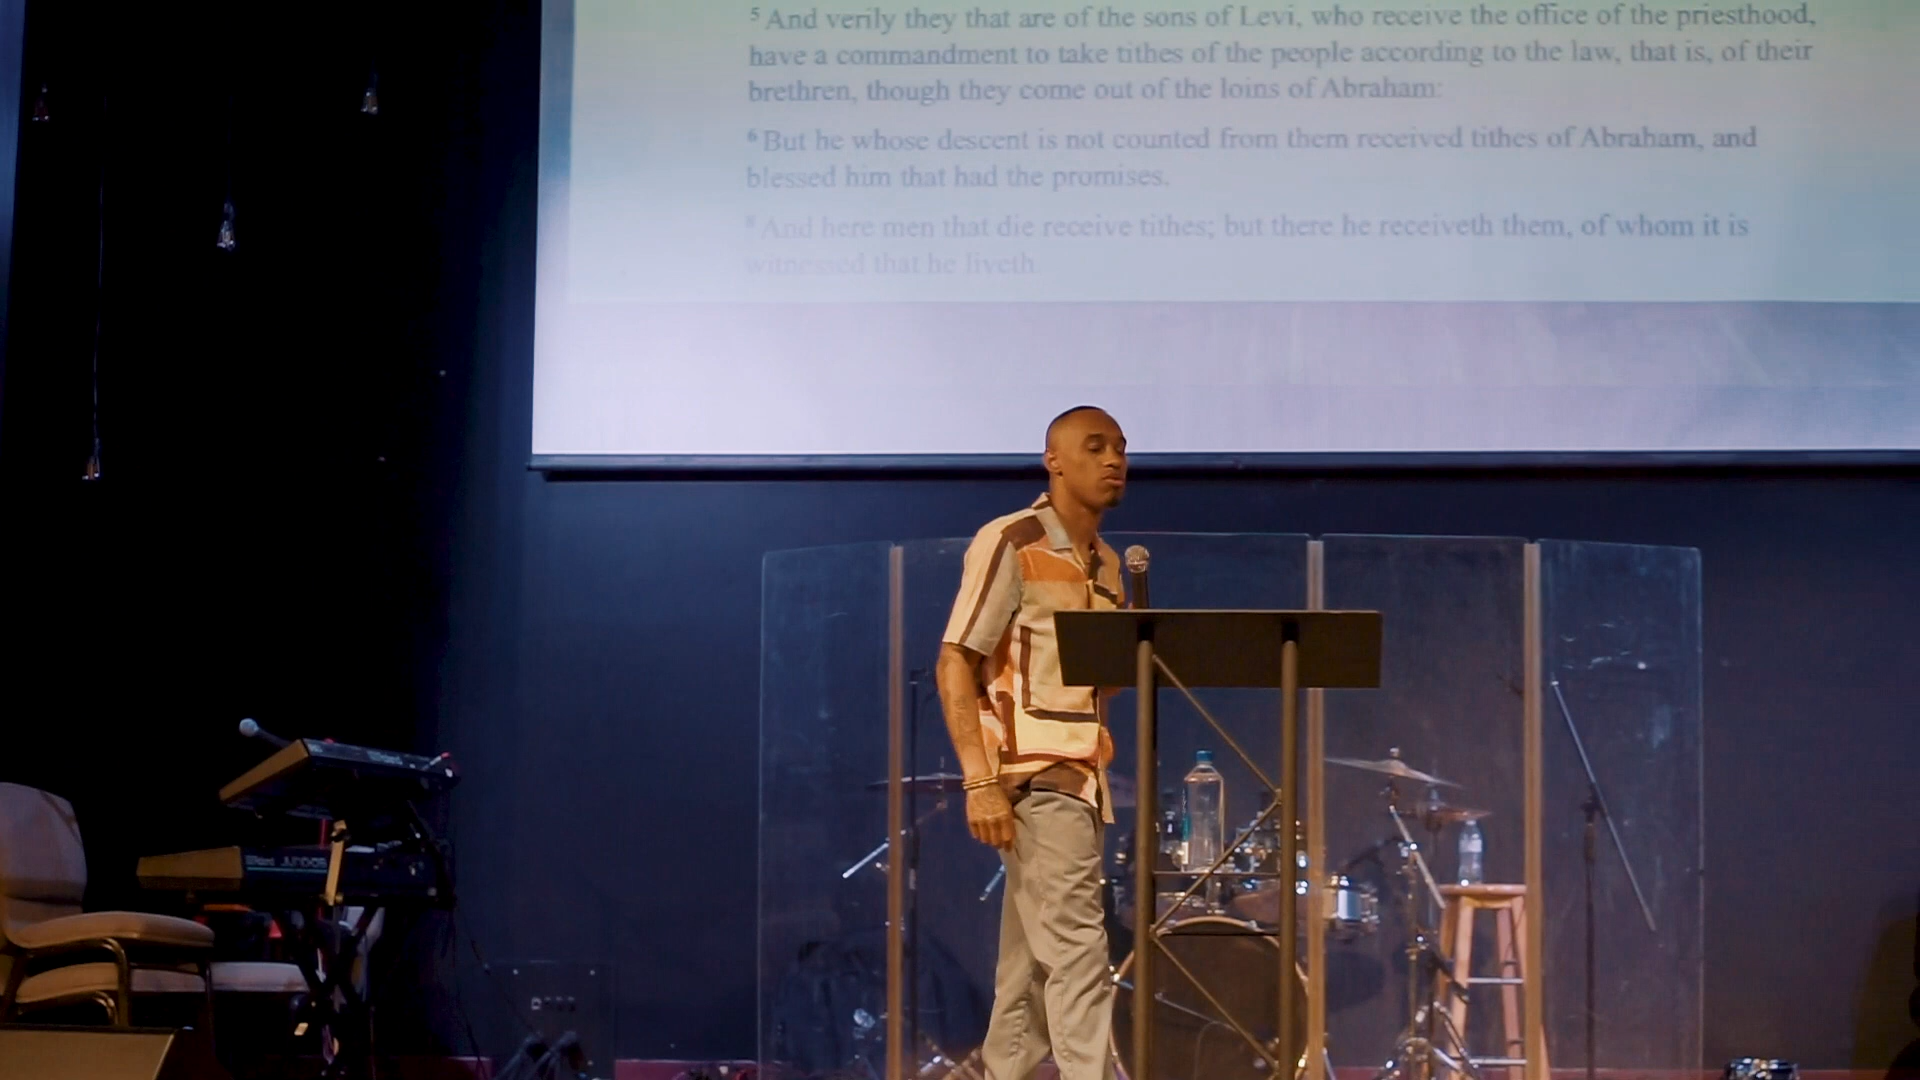 5 And verily they that are of the sons of Levi, who receive the office of the priesthood,
have a commandment to take tithes of the people according to the law, that is, of their
brethren, though they come out of the loins of Abraham:
6 But he whose descent is not counted from them received tithes of Abraham, and
blessed him that had the promises.
And here men that die receive tithes; but there he receiveth them, of whom it is
witnessed that he liveth
Roland
Roland JUNO-DS